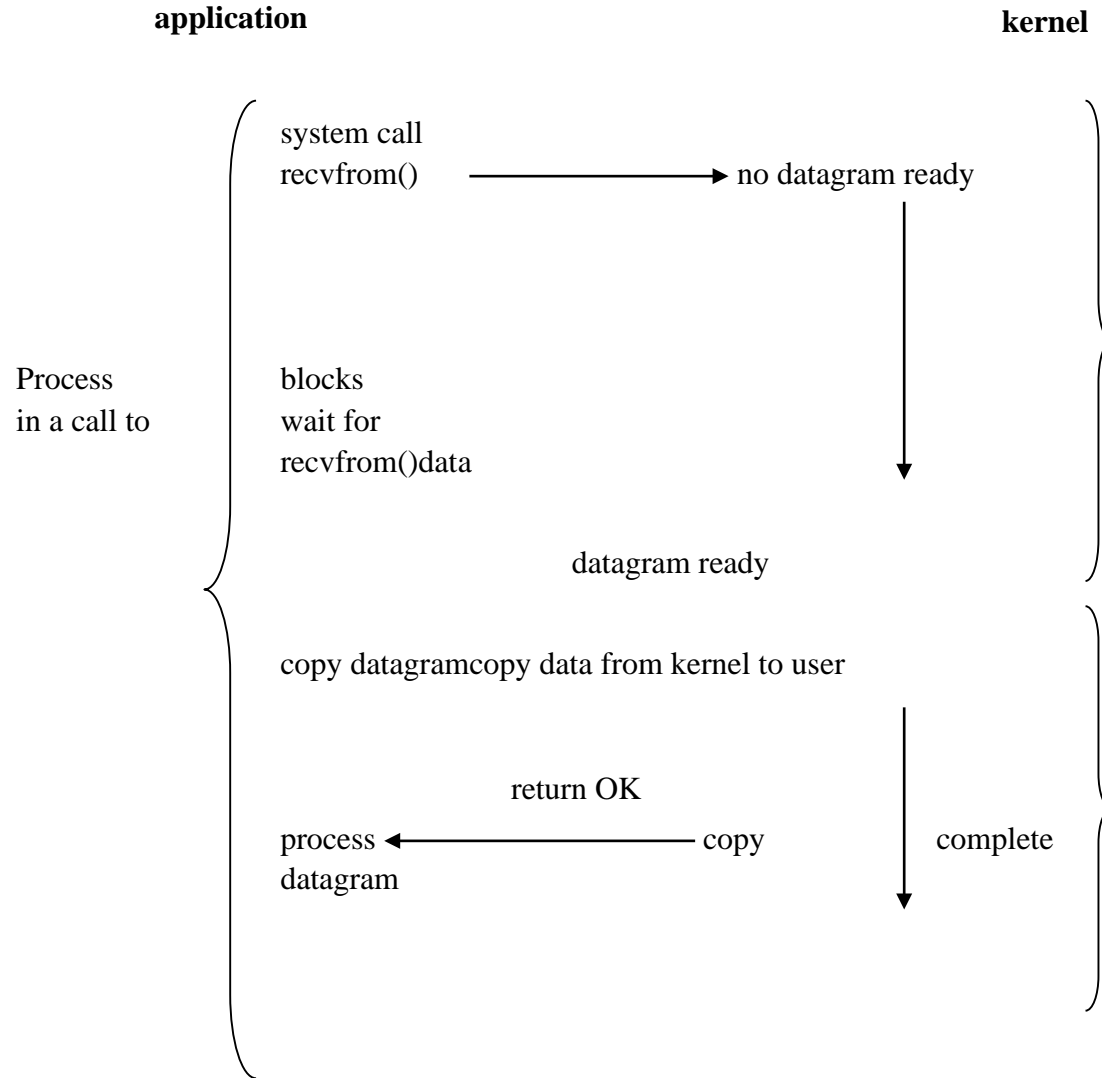 application
kernel
system call
recvfrom()
no datagram ready
Process
in a call to
blocks
wait for
recvfrom()data
datagram ready
copy datagramcopy data from kernel to user
return OK
process
copy
complete
datagram